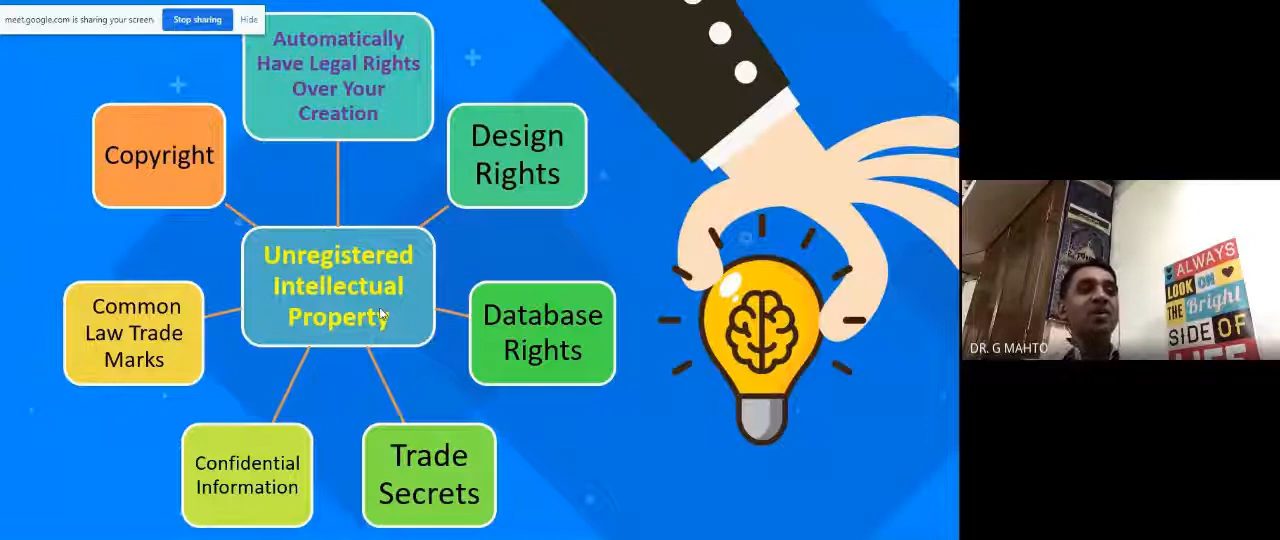 meet.google.com is sharing your screen.
Stop sharing
Hide
Automatically
Have Legal Rights
Over Your
Creation
Copyright
Design
Rights
Unregistered
Intellectual
Property
Common
Law Trade
Marks
Database
Rights
Confidential
Information
Trade
Secrets
ALWAYS
LOOK ON
THE Bright
SIDE OF
LIFE
DR. G MAHTO